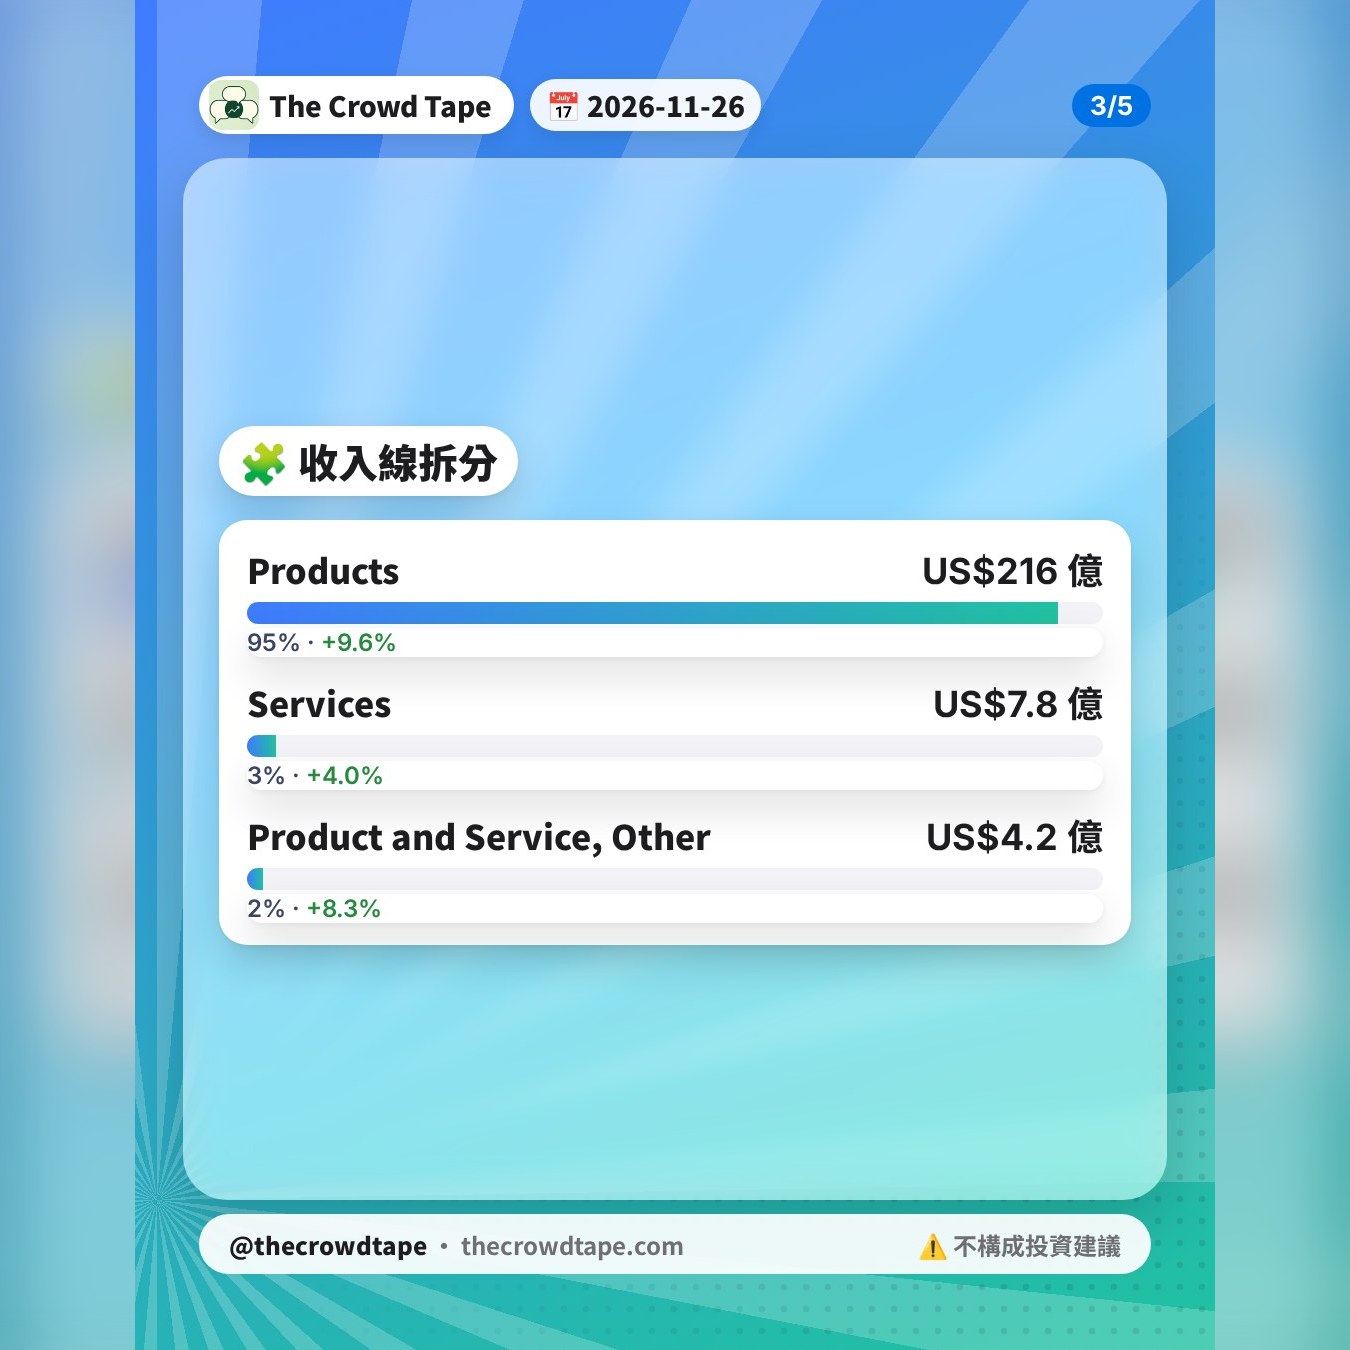 The Crowd Tape
📅 2026-11-26
3/5
🧩 收入線拆分
Products US$216 億
95% · +9.6%
Services US$7.8 億
3% · +4.0%
Product and Service, Other US$4.2 億
2% · +8.3%
@thecrowdtape • thecrowdtape.com ⚠️ 不構成投資建議